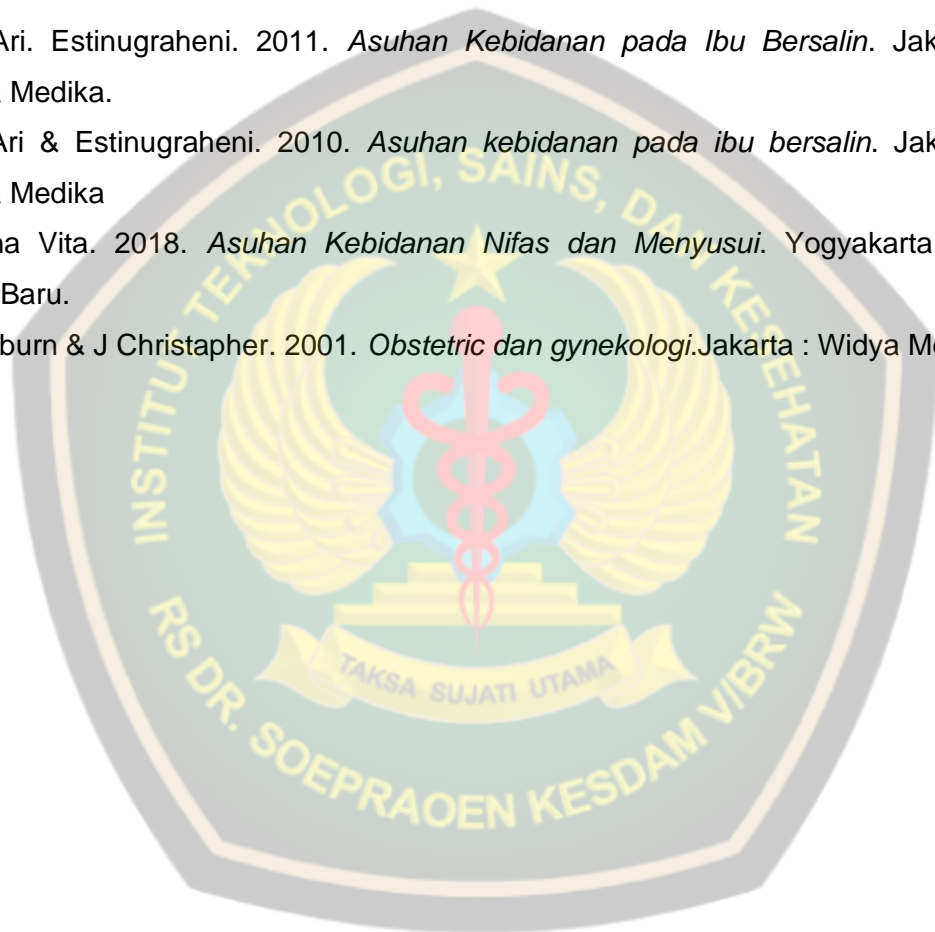 Ari. Estinugraheni. 2011. Asuhan Kebidanan pada Ibu Bersalin. Jak
Medika.
Ari & Estinugraheni. 2010. Asuhan kebidanan pada ibu bersalin. Jak
Medika
na Vita. 2018. Asuhan Kebidanan Nifas dan Menyusui. Yogyakarta
Baru.
burn & J Christapher. 2001. Obstetric dan gynekologi.Jakarta : Widya Me
INSTITUT TEKNOLOGI, SAINS, DAN KESEHATAN
TAKSA SUJATI UTAMA
RS DR. SOEPRAOEN KESDAM V/BRW